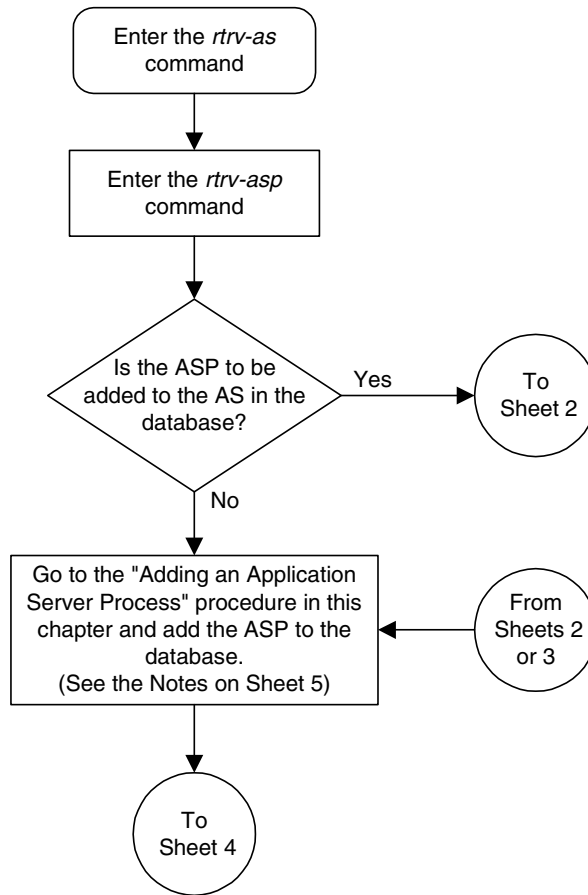 Enter the rtrv-as
command
Enter the rtrv-asp
command
Is the ASP to be
added to the AS in the
database?
Yes
To
Sheet 2
No
Go to the "Adding an Application
Server Process" procedure in this
chapter and add the ASP to the
database.
(See the Notes on Sheet 5)
From
Sheets 2
or 3
To
Sheet 4